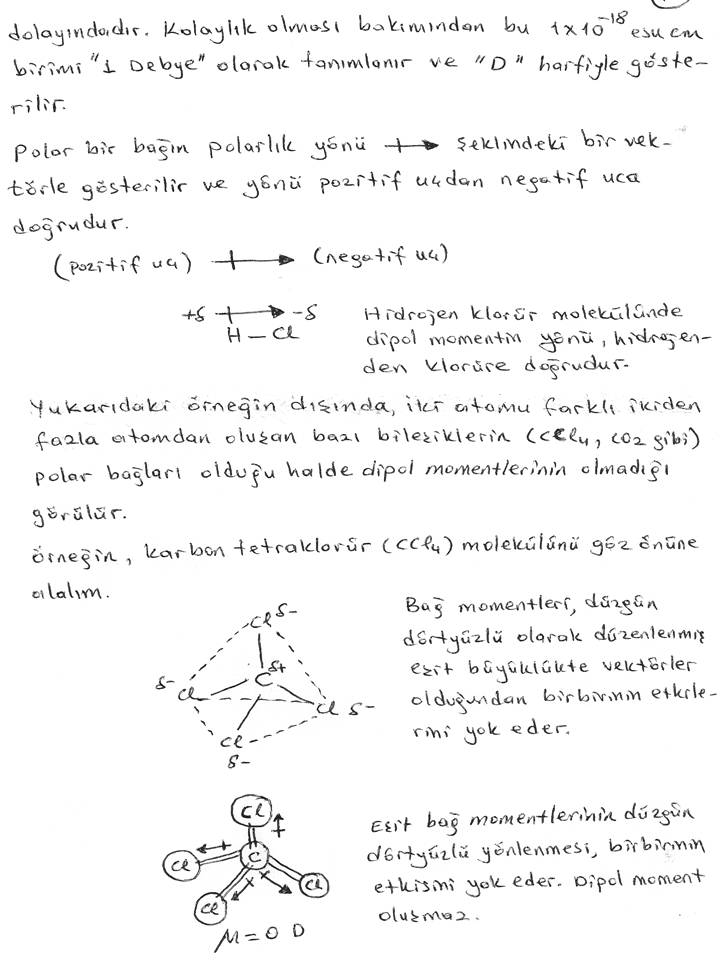 dolayındadır. Kolaylık olması bakımından bu 1x10⁻¹⁸ esu cm
birimi "1 Debye" olarak tanımlanır ve "D" harfiyle göste-
rilir.
Polar bir bağın polarlık yönü +→ şeklindeki bir vek-
törle gösterilir ve yönü pozitif uçdan negatif uca
doğrudur.
(pozitif uç) +→ (negatif uç)
+δ +→ -δ
H - Cl
Hidrojen klorür molekülünde
dipol momentin yönü, hidrojen-
den klorüre doğrudur.
Yukarıdaki örneğin dışında, iki atomu farklı ikiden
fazla atomdan oluşan bazı bileşiklerin (CCl₄, CO2 gibi)
polar bağları olduğu halde dipol momentlerinin olmadığı
görülür.
örneğin, karbon tetraklorür (CCl₄) molekülünü göz önüne
alalım.
Cl δ-
C δ+
δ- Cl
Cl δ-
Cl
δ-
Bağ momentleri, düzgün
dörtyüzlü olarak düzenlenmiş
eşit büyüklükte vektörler
olduğundan birbirinin etkile-
rini yok eder.
Cl
C
Cl
Cl
Cl
M=0 D
Eşit bağ momentlerinin düzgün
dörtyüzlü yönlenmesi, birbirinin
etkisini yok eder. Dipol moment
oluşmaz.